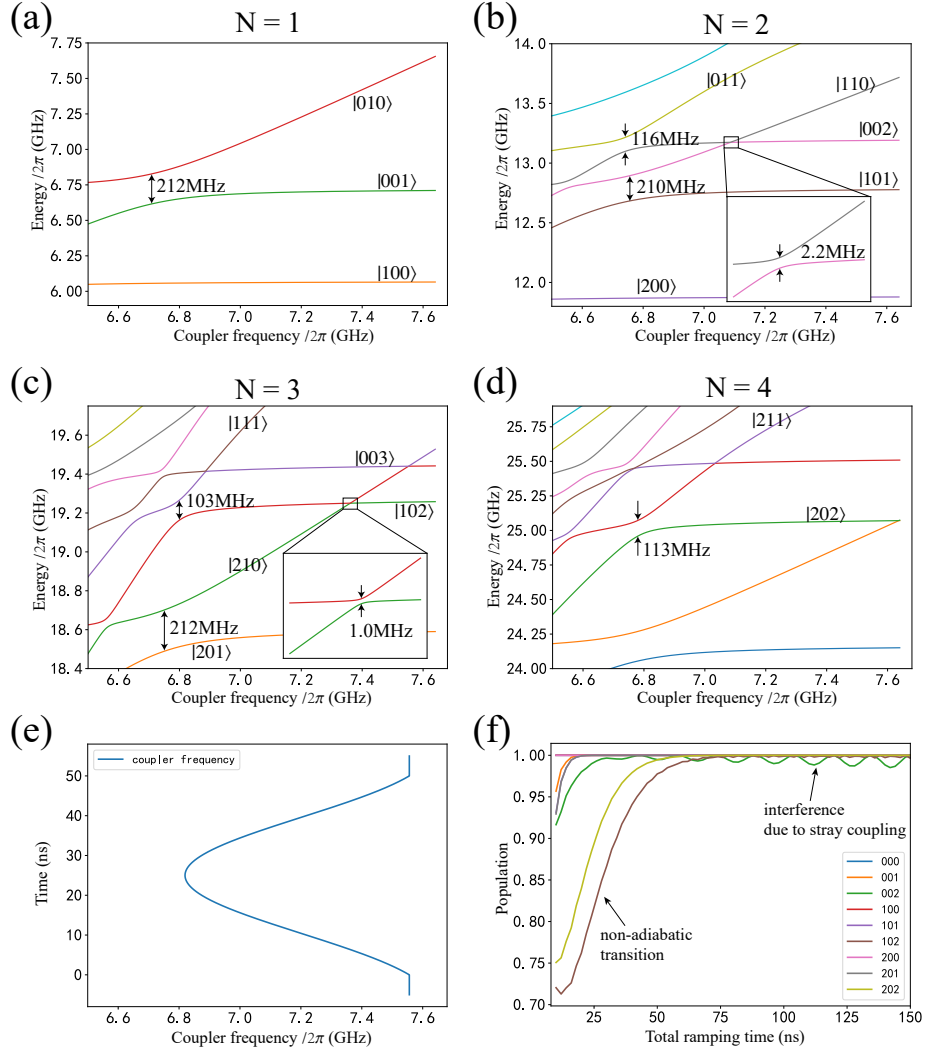 (a)
N = 1
7.75
7.50
7.25
7.00
6.75
6.50
6.25
6.00
Energy /2π (GHz)
|010⟩
212MHz
|001⟩
|100⟩
6.6
6.8
7.0
7.2
7.4
7.6
Coupler frequency /2π (GHz)
(b)
N = 2
14.0
13.5
13.0
12.5
12.0
Energy /2π (GHz)
|011⟩
|110⟩
116MHz
|002⟩
210MHz
|101⟩
2.2MHz
|200⟩
6.6
6.8
7.0
7.2
7.4
7.6
Coupler frequency /2π (GHz)
(c)
N = 3
19.6
19.4
19.2
19.0
18.8
18.6
18.4
Energy /2π (GHz)
|111⟩
|003⟩
103MHz
|102⟩
|210⟩
212MHz
1.0MHz
|201⟩
6.6
6.8
7.0
7.2
7.4
7.6
Coupler frequency /2π (GHz)
(d)
N = 4
25.75
25.50
25.25
25.00
24.75
24.50
24.25
24.00
Energy /2π (GHz)
|211⟩
|202⟩
113MHz
6.6
6.8
7.0
7.2
7.4
7.6
Coupler frequency /2π (GHz)
(e)
coupler frequency
50
40
30
20
10
0
Time (ns)
6.6
6.8
7.0
7.2
7.4
7.6
Coupler frequency /2π (GHz)
(f)
1.00
0.95
0.90
0.85
0.80
0.75
0.70
Population
interference
due to stray coupling
non-adiabatic
transition
000
001
002
100
101
102
200
201
202
25
50
75
100
125
150
Total ramping time (ns)